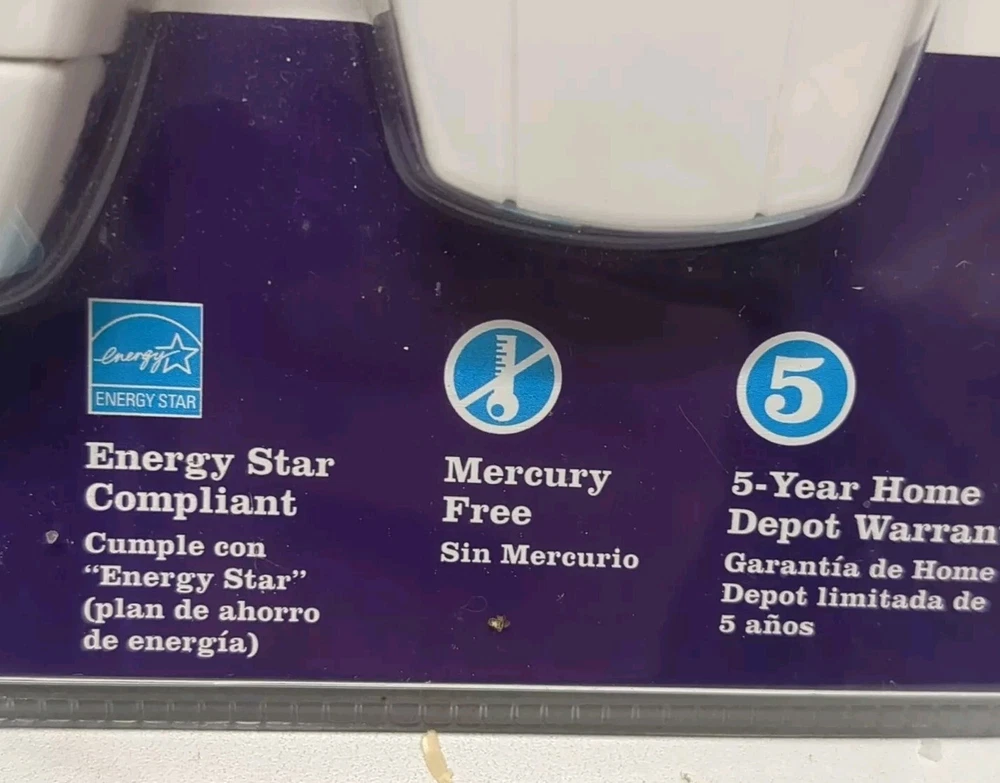 energy
ENERGY STAR
Energy Star
Compliant
Cumple con
“Energy Star”
(plan de ahorro
de energía)
Mercury
Free
Sin Mercurio
5
5-Year Home
Depot Warran
Garantía de Home
Depot limitada de
5 años